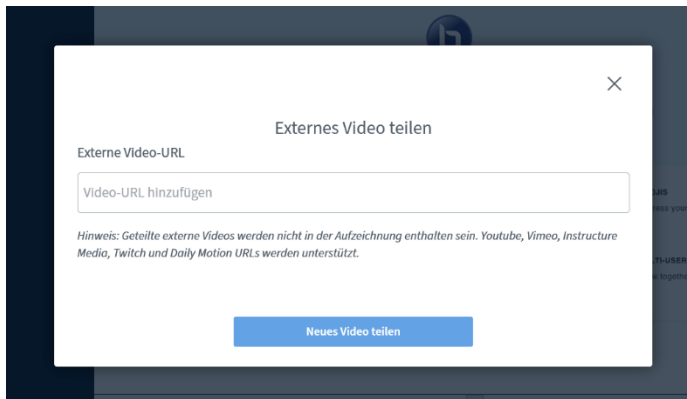 Externes Video teilen
Externe Video-URL
Video-URL hinzufügen
Hinweis: Geteilte externe Videos werden nicht in der Aufzeichnung enthalten sein. Youtube, Vimeo, Instructure
Media, Twitch und Daily Motion URLs werden unterstützt.
Neues Video teilen